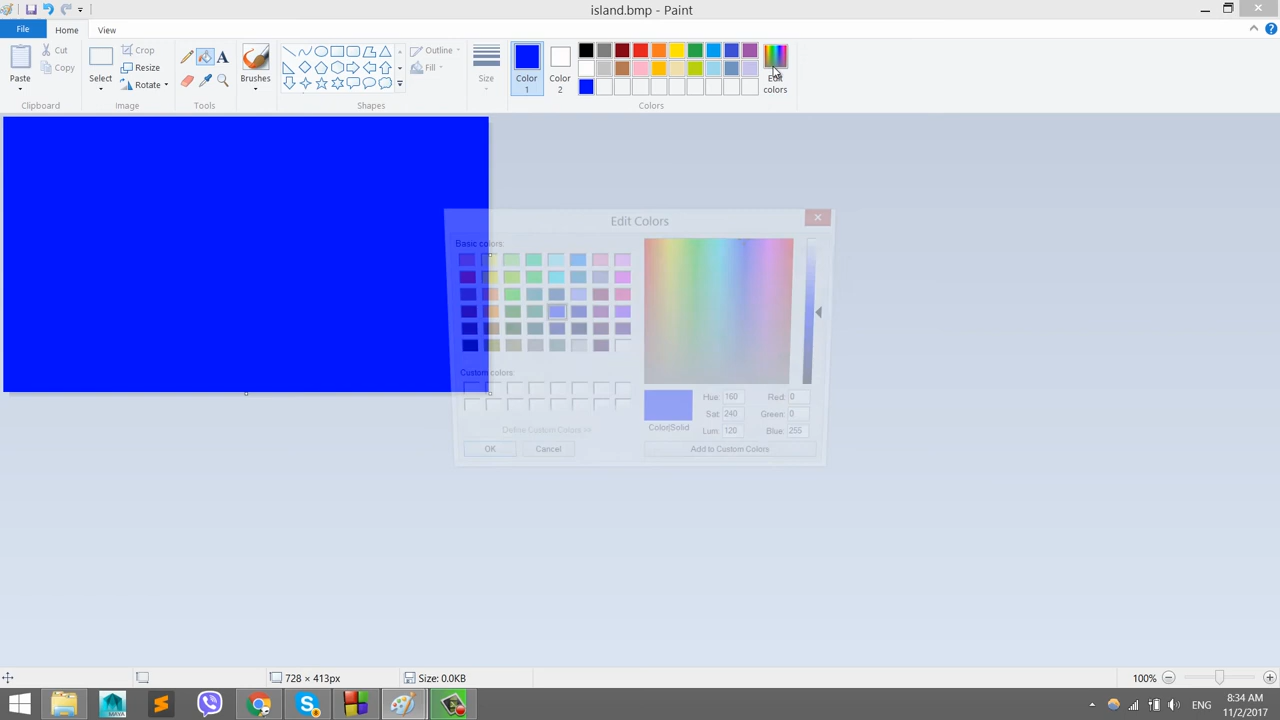 island.bmp - Paint
File Home View
Paste
Cut
Copy
Clipboard
Select
Crop
Resize
Rotate
Image
Tools
Brushes
Outline
Fill
Shapes
Size
Color 1
Color 2
Edit colors
Colors
Edit Colors
Basic colors:
Custom colors:
Define Custom Colors >>
OK Cancel
Color|Solid
Hue: 160 Red: 0
Sat: 240 Green: 0
Lum: 120 Blue: 255
Add to Custom Colors
728 × 413px Size: 0.0KB 100%
MAYA
ENG
8:34 AM
11/2/2017